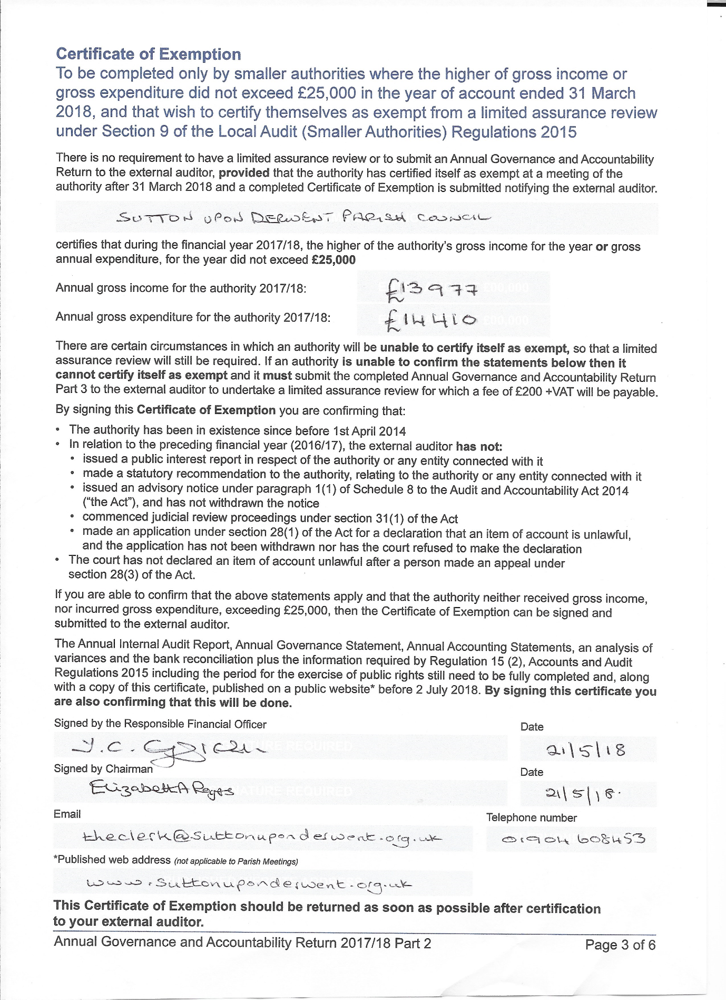 Certificate of Exemption
To be completed only by smaller authorities where the higher of gross income or
gross expenditure did not exceed £25,000 in the year of account ended 31 March
2018, and that wish to certify themselves as exempt from a limited assurance review
under Section 9 of the Local Audit (Smaller Authorities) Regulations 2015
There is no requirement to have a limited assurance review or to submit an Annual Governance and Accountability
Return to the external auditor, provided that the authority has certified itself as exempt at a meeting of the
authority after 31 March 2018 and a completed Certificate of Exemption is submitted notifying the external auditor.
SUTTON UPON DERWENT PARISH COUNCIL
certifies that during the financial year 2017/18, the higher of the authority's gross income for the year or gross
annual expenditure, for the year did not exceed £25,000
Annual gross income for the authority 2017/18: £13977 £00,000
Annual gross expenditure for the authority 2017/18: £14410 £00,000
There are certain circumstances in which an authority will be unable to certify itself as exempt, so that a limited
assurance review will still be required. If an authority is unable to confirm the statements below then it
cannot certify itself as exempt and it must submit the completed Annual Governance and Accountability Return
Part 3 to the external auditor to undertake a limited assurance review for which a fee of £200 +VAT will be payable.
By signing this Certificate of Exemption you are confirming that:
• The authority has been in existence since before 1st April 2014
• In relation to the preceding financial year (2016/17), the external auditor has not:
• issued a public interest report in respect of the authority or any entity connected with it
• made a statutory recommendation to the authority, relating to the authority or any entity connected with it
• issued an advisory notice under paragraph 1(1) of Schedule 8 to the Audit and Accountability Act 2014
("the Act"), and has not withdrawn the notice
• commenced judicial review proceedings under section 31(1) of the Act
• made an application under section 28(1) of the Act for a declaration that an item of account is unlawful,
and the application has not been withdrawn nor has the court refused to make the declaration
• The court has not declared an item of account unlawful after a person made an appeal under
section 28(3) of the Act.
If you are able to confirm that the above statements apply and that the authority neither received gross income,
nor incurred gross expenditure, exceeding £25,000, then the Certificate of Exemption can be signed and
submitted to the external auditor.
The Annual Internal Audit Report, Annual Governance Statement, Annual Accounting Statements, an analysis of
variances and the bank reconciliation plus the information required by Regulation 15 (2), Accounts and Audit
Regulations 2015 including the period for the exercise of public rights still need to be fully completed and, along
with a copy of this certificate, published on a public website* before 2 July 2018. By signing this certificate you
are also confirming that this will be done.
Signed by the Responsible Financial Officer Date
J.C. SIGNATURE REQUIRED 21/5/18
Signed by Chairman Date
Elizabeth A SIGNATURE REQUIRED 21/5/18.
Email Telephone number
theclerk@suttonuponderwent.org.uk 01904 608453
*Published web address (not applicable to Parish Meetings)
www.suttonuponderwent.org.uk
This Certificate of Exemption should be returned as soon as possible after certification
to your external auditor.
Annual Governance and Accountability Return 2017/18 Part 2 Page 3 of 6